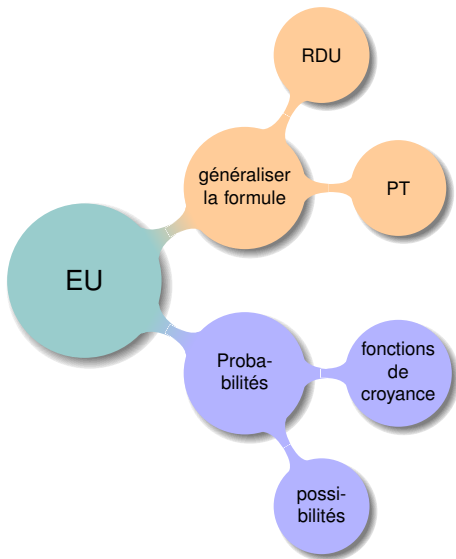 RDU
généraliser
la formule
PT
EU
Proba-
bilités
fonctions
de
croyance
possi-
bilités